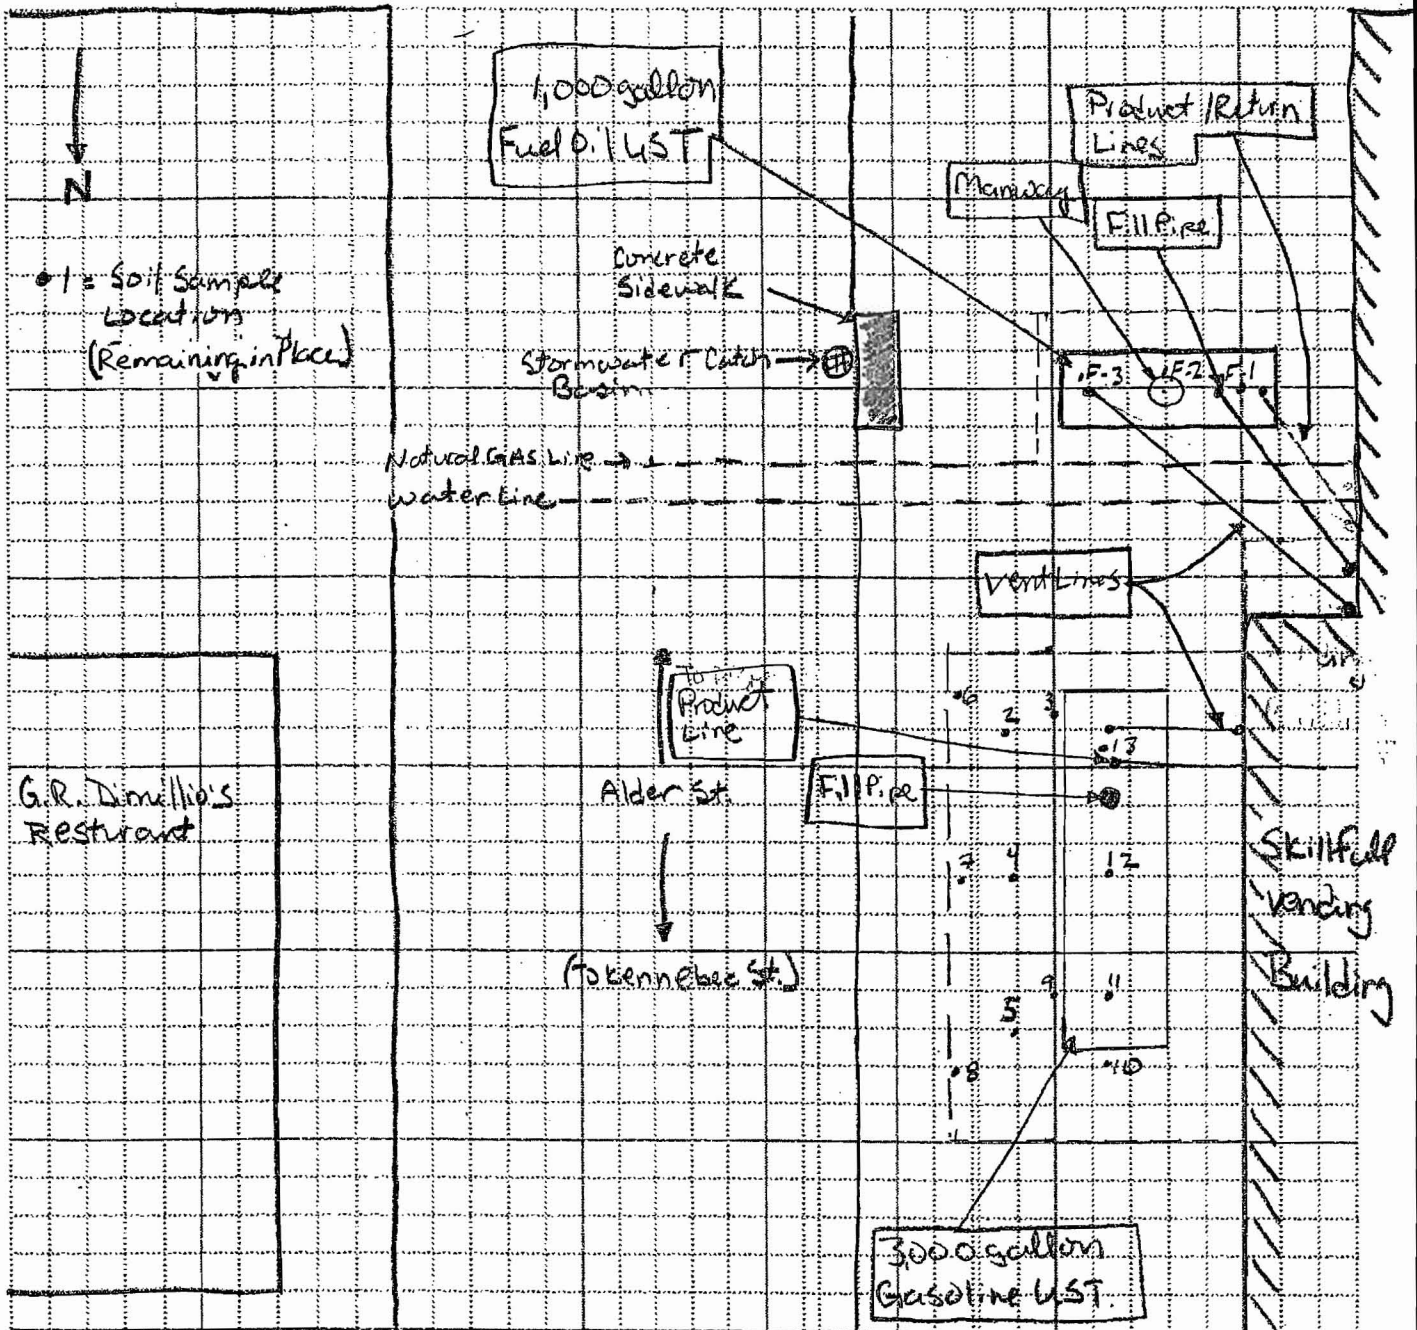 1,000 gallon
Fuel Oil UST
Product/Return
Lines
Manway
Fill Pipe
N
•1 = Soil Sample
Location
(Remaining in Place)
Concrete
Sidewalk
Stormwater Catch
Basin
F-3
F-2
F-1
Natural GAS Line
water Line
Vent Lines
Product
Line
6
2
3
13
Alder St.
Fill Pipe
G.R. Dimillio's
Resturant
7
4
12
Skillfull
Vending
Building
(to Kennebec St.)
9
11
5
8
10
3,000 gallon
Gasoline UST.